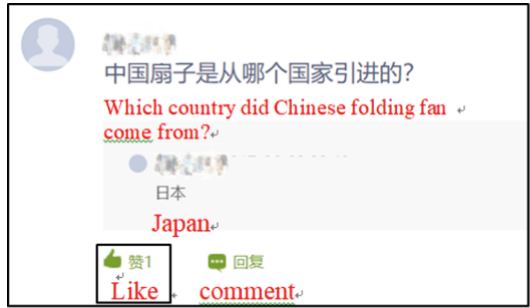 中国扇子是从哪个国家引进的?
Which country did Chinese folding fan
come from?
日本
Japan
赞1 回复
Like comment